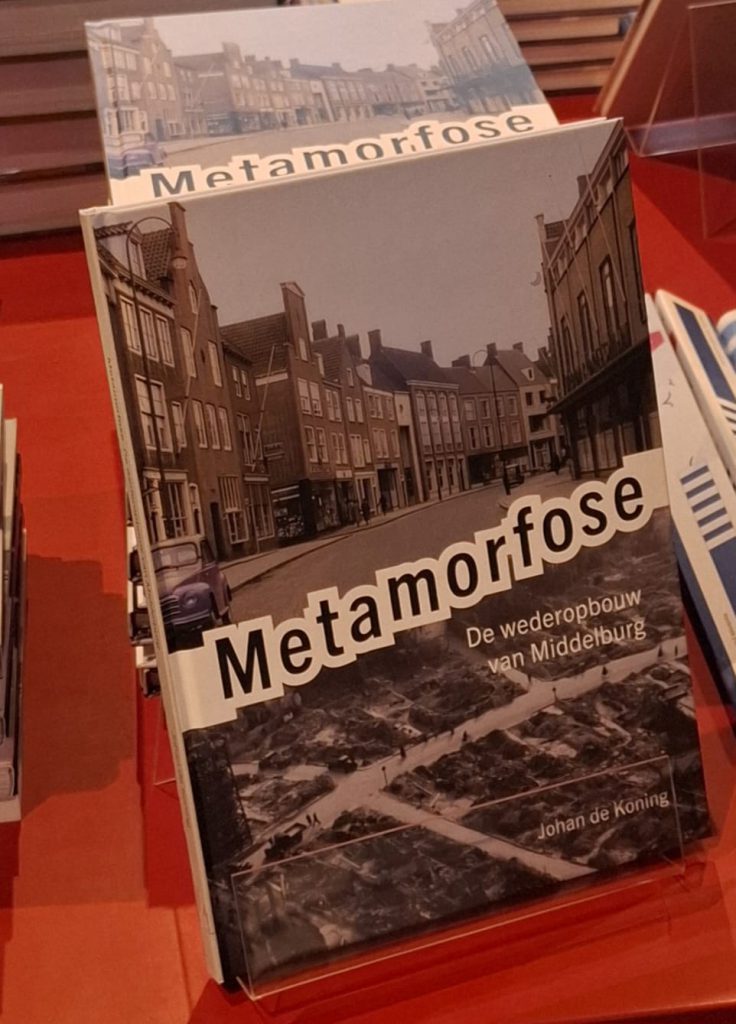 Metamorfose
Metamorfose
De wederopbouw
van Middelburg
Johan de Koning